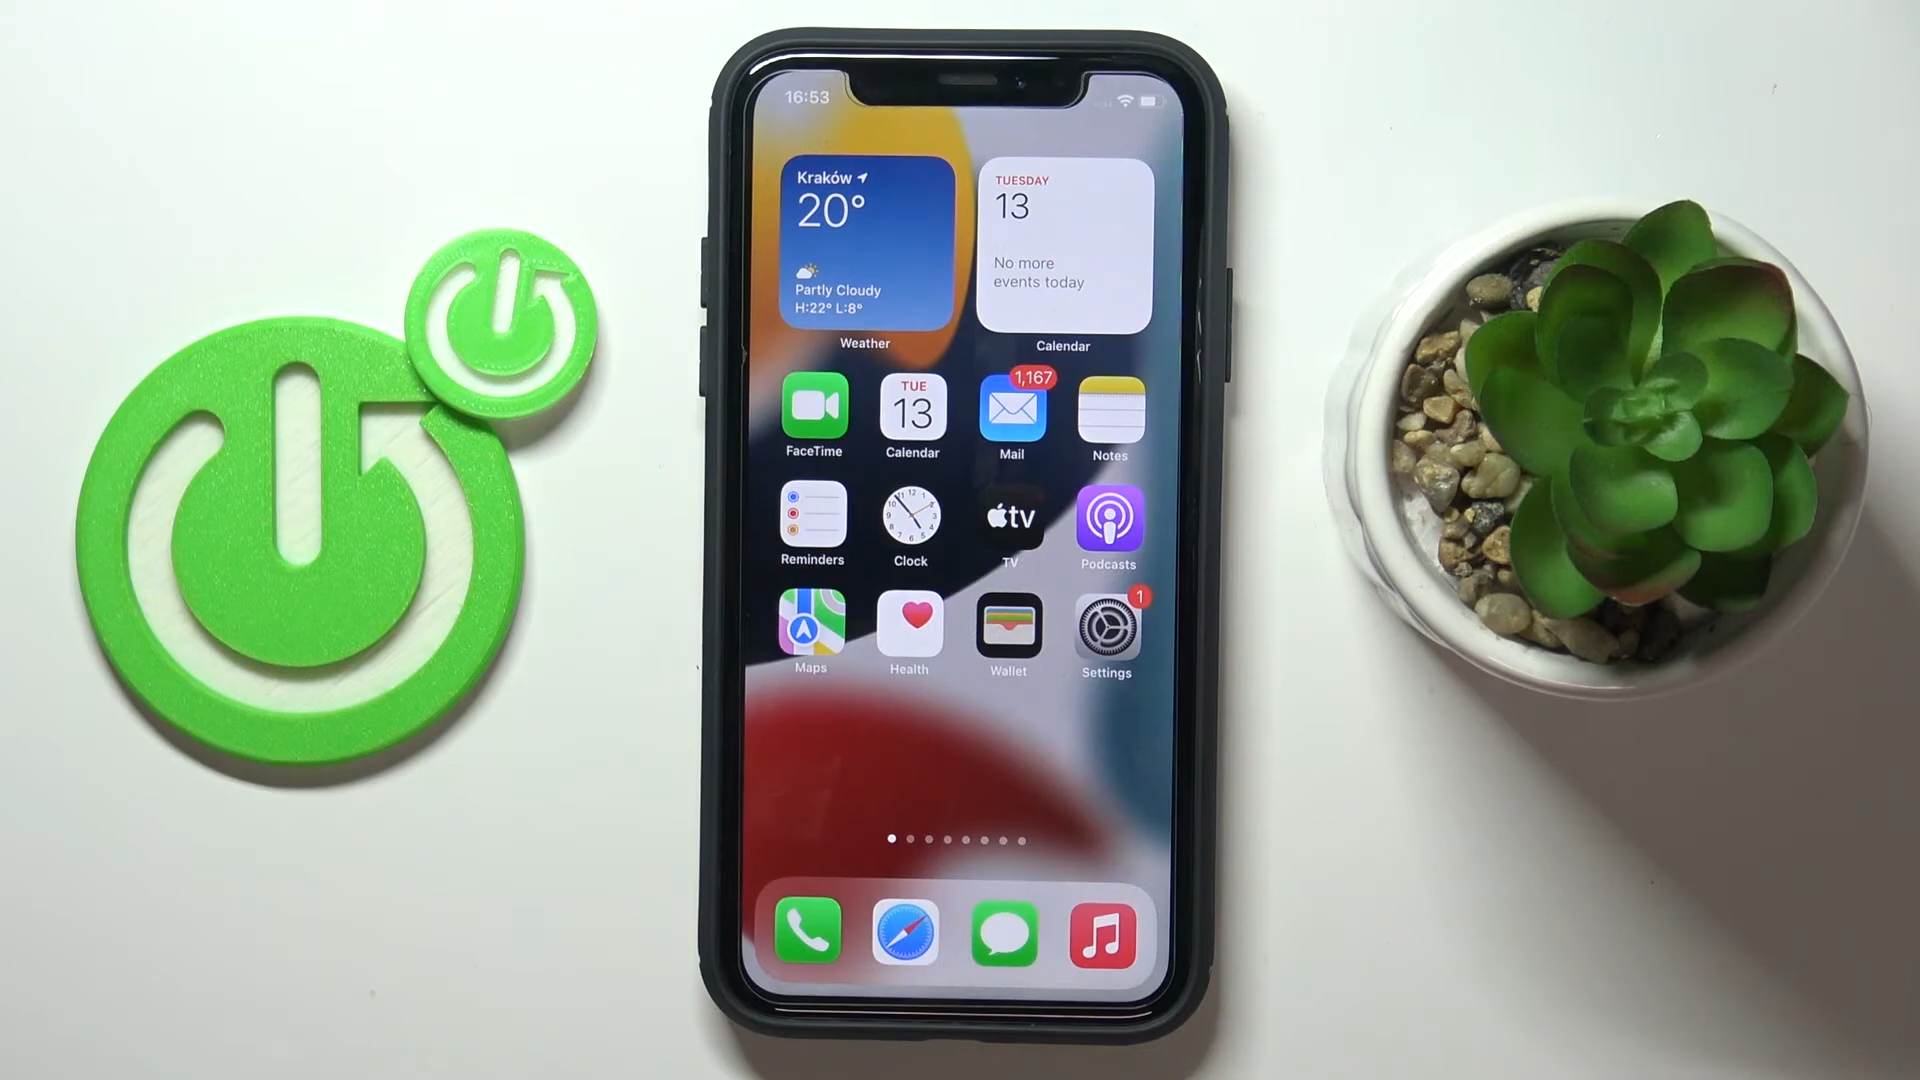 16:53
Kraków
20°
Partly Cloudy
H:22° L:8°
Weather
TUESDAY
13
No more
events today
Calendar
FaceTime
TUE
13
Calendar
1,167
Mail
Notes
Reminders
Clock
tv
TV
Podcasts
Maps
Health
Wallet
1
Settings